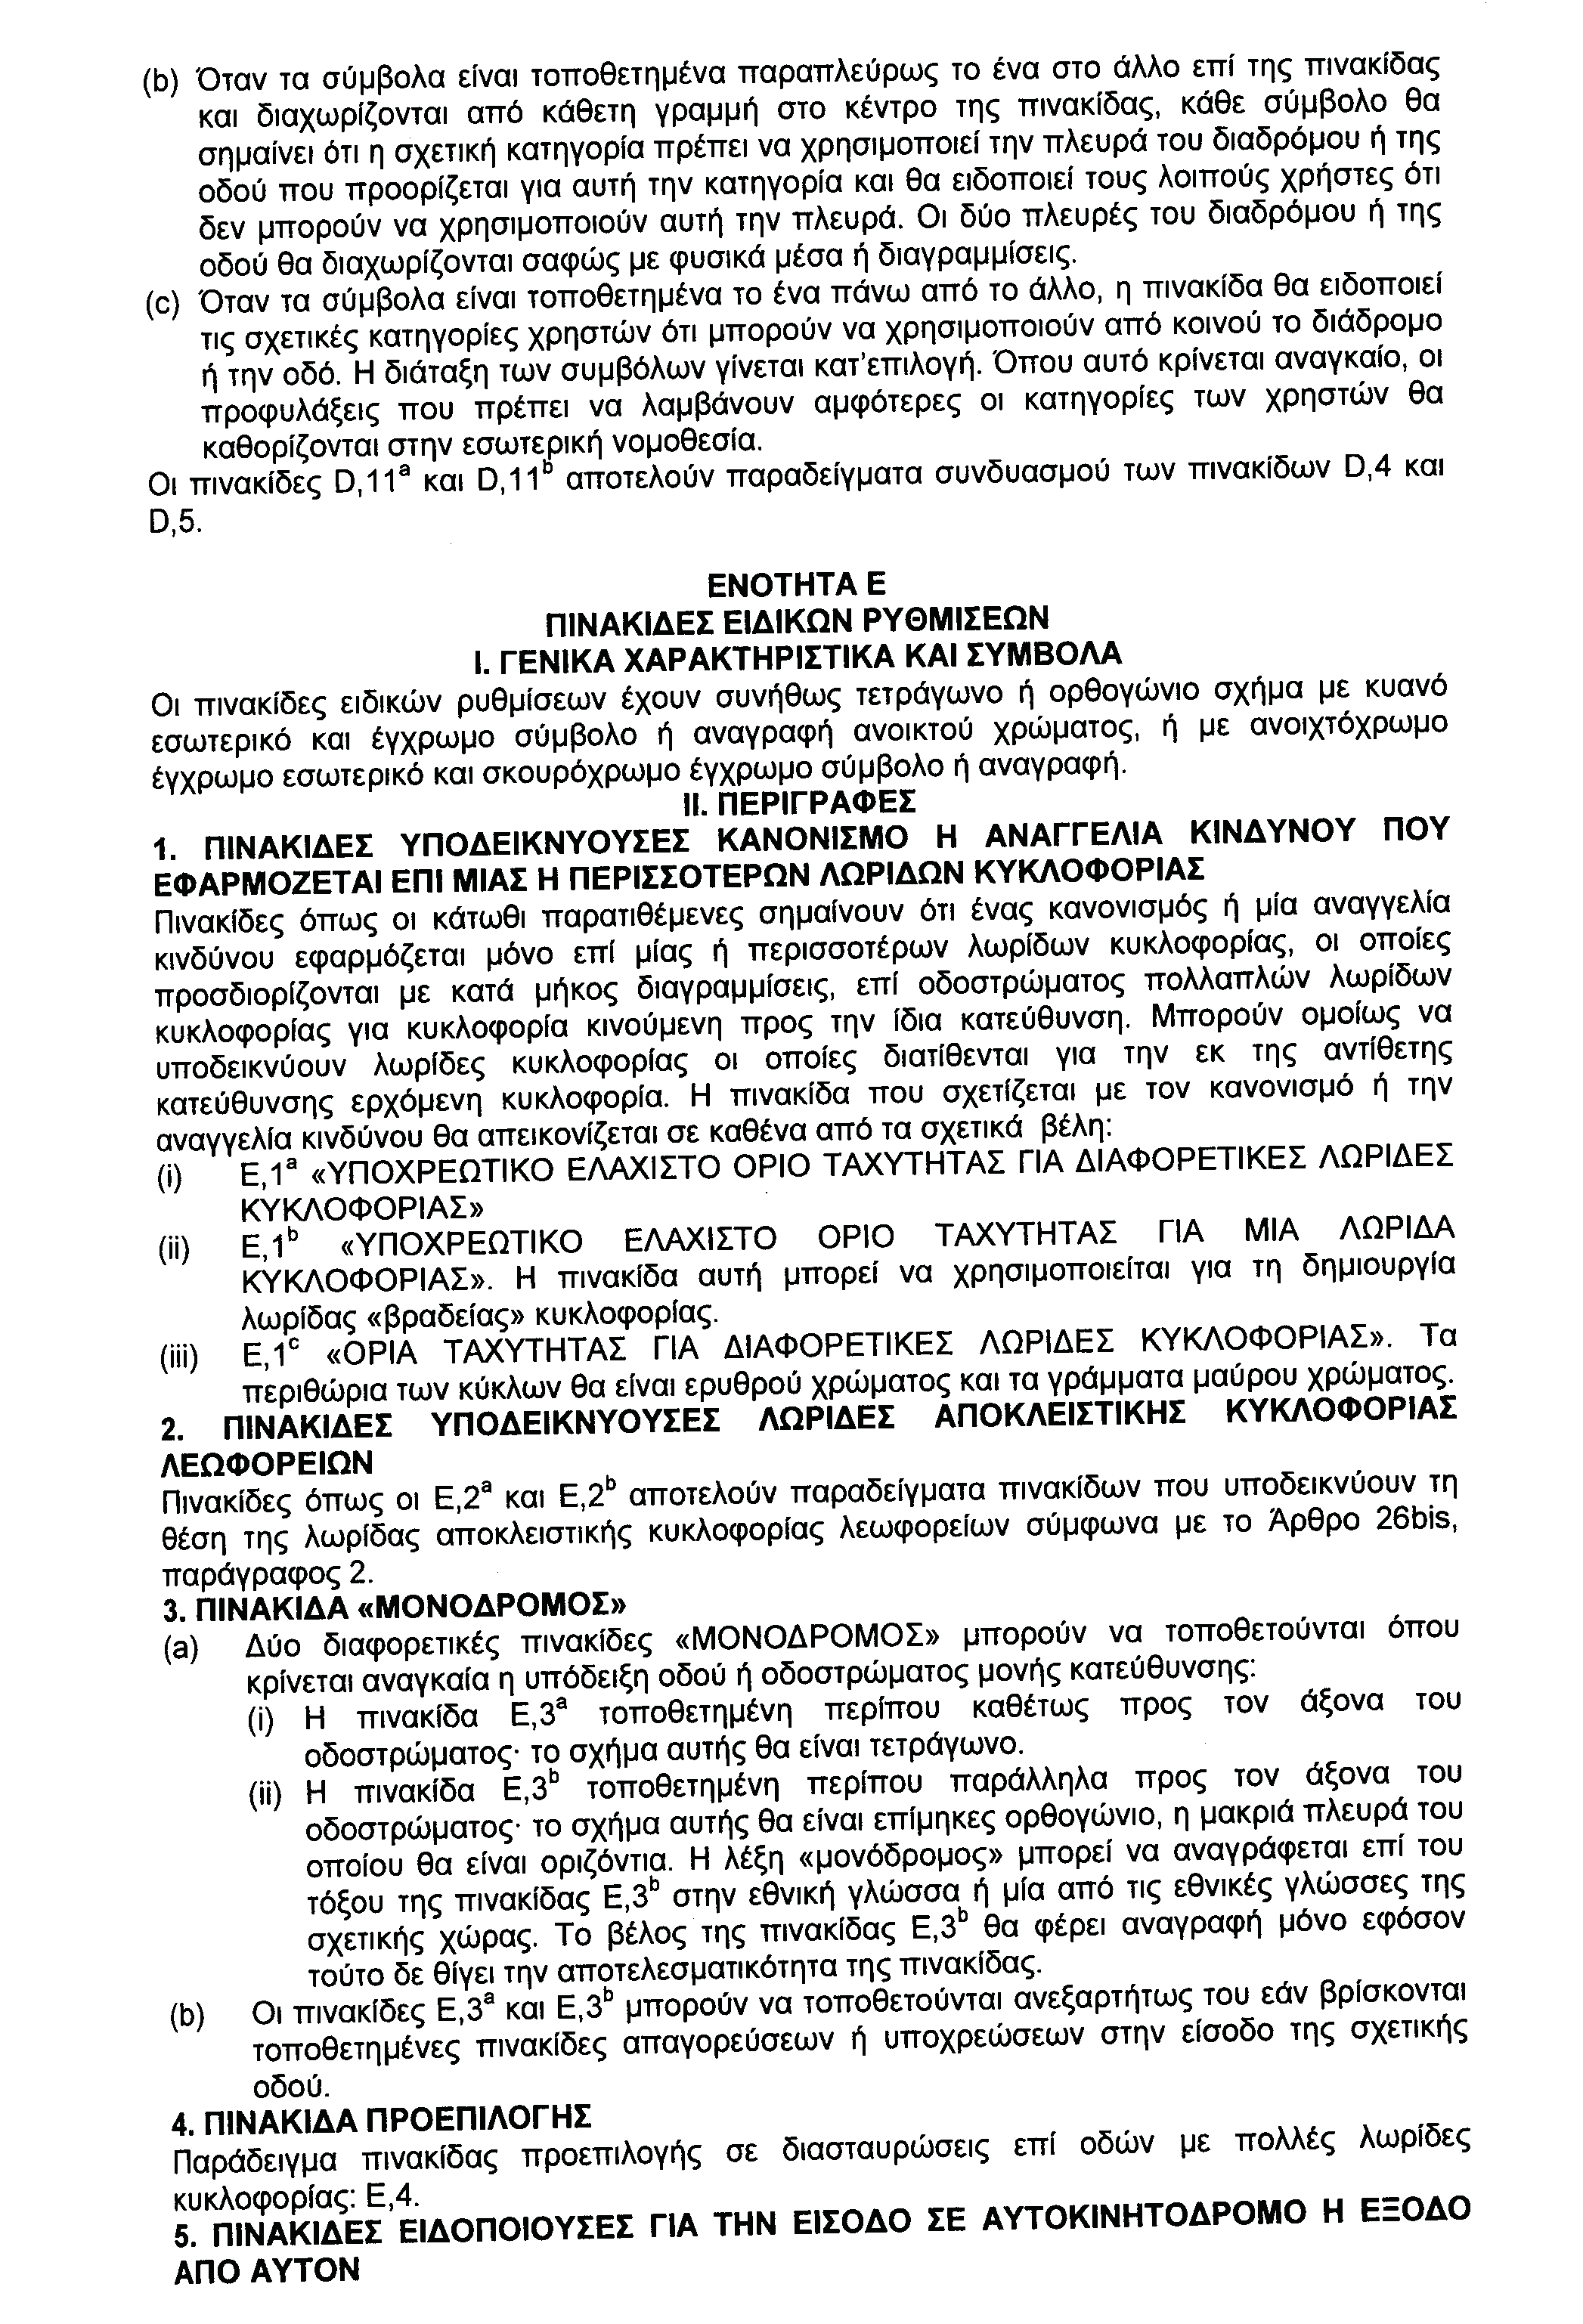 (b) Όταν τα σύμβολα είναι τοποθετημένα παραπλεύρως το ένα στο άλλο επί της πινακίδας
και διαχωρίζονται από κάθετη γραμμή στο κέντρο της πινακίδας, κάθε σύμβολο θα
σημαίνει ότι η σχετική κατηγορία πρέπει να χρησιμοποιεί την πλευρά του διαδρόμου ή της
οδού που προορίζεται για αυτή την κατηγορία και θα ειδοποιεί τους λοιπούς χρήστες ότι
δεν μπορούν να χρησιμοποιούν αυτή την πλευρά. Οι δύο πλευρές του διαδρόμου ή της
οδού θα διαχωρίζονται σαφώς με φυσικά μέσα ή διαγραμμίσεις.
(c) Όταν τα σύμβολα είναι τοποθετημένα το ένα πάνω από το άλλο, η πινακίδα θα ειδοποιεί
τις σχετικές κατηγορίες χρηστών ότι μπορούν να χρησιμοποιούν από κοινού το διάδρομο
ή την οδό. Η διάταξη των συμβόλων γίνεται κατ’επιλογή. Όπου αυτό κρίνεται αναγκαίο, οι
προφυλάξεις που πρέπει να λαμβάνουν αμφότερες οι κατηγορίες των χρηστών θα
καθορίζονται στην εσωτερική νομοθεσία.
Οι πινακίδες D,11ᵃ και D,11ᵇ αποτελούν παραδείγματα συνδυασμού των πινακίδων D,4 και
D,5.
ΕΝΟΤΗΤΑ Ε
ΠΙΝΑΚΙΔΕΣ ΕΙΔΙΚΩΝ ΡΥΘΜΙΣΕΩΝ
I. ΓΕΝΙΚΑ ΧΑΡΑΚΤΗΡΙΣΤΙΚΑ ΚΑΙ ΣΥΜΒΟΛΑ
Οι πινακίδες ειδικών ρυθμίσεων έχουν συνήθως τετράγωνο ή ορθογώνιο σχήμα με κυανό
εσωτερικό και έγχρωμο σύμβολο ή αναγραφή ανοικτού χρώματος, ή με ανοιχτόχρωμο
έγχρωμο εσωτερικό και σκουρόχρωμο έγχρωμο σύμβολο ή αναγραφή.
II. ΠΕΡΙΓΡΑΦΕΣ
1. ΠΙΝΑΚΙΔΕΣ ΥΠΟΔΕΙΚΝΥΟΥΣΕΣ ΚΑΝΟΝΙΣΜΟ Η ΑΝΑΓΓΕΛΙΑ ΚΙΝΔΥΝΟΥ ΠΟΥ
ΕΦΑΡΜΟΖΕΤΑΙ ΕΠΙ ΜΙΑΣ Η ΠΕΡΙΣΣΟΤΕΡΩΝ ΛΩΡΙΔΩΝ ΚΥΚΛΟΦΟΡΙΑΣ
Πινακίδες όπως οι κάτωθι παρατιθέμενες σημαίνουν ότι ένας κανονισμός ή μία αναγγελία
κινδύνου εφαρμόζεται μόνο επί μίας ή περισσοτέρων λωρίδων κυκλοφορίας, οι οποίες
προσδιορίζονται με κατά μήκος διαγραμμίσεις, επί οδοστρώματος πολλαπλών λωρίδων
κυκλοφορίας για κυκλοφορία κινούμενη προς την ίδια κατεύθυνση. Μπορούν ομοίως να
υποδεικνύουν λωρίδες κυκλοφορίας οι οποίες διατίθενται για την εκ της αντίθετης
κατεύθυνσης ερχόμενη κυκλοφορία. Η πινακίδα που σχετίζεται με τον κανονισμό ή την
αναγγελία κινδύνου θα απεικονίζεται σε καθένα από τα σχετικά βέλη:
(i) Ε,1ᵃ «ΥΠΟΧΡΕΩΤΙΚΟ ΕΛΑΧΙΣΤΟ ΟΡΙΟ ΤΑΧΥΤΗΤΑΣ ΓΙΑ ΔΙΑΦΟΡΕΤΙΚΕΣ ΛΩΡΙΔΕΣ
ΚΥΚΛΟΦΟΡΙΑΣ»
(ii) Ε,1ᵇ «ΥΠΟΧΡΕΩΤΙΚΟ ΕΛΑΧΙΣΤΟ ΟΡΙΟ ΤΑΧΥΤΗΤΑΣ ΓΙΑ ΜΙΑ ΛΩΡΙΔΑ
ΚΥΚΛΟΦΟΡΙΑΣ». Η πινακίδα αυτή μπορεί να χρησιμοποιείται για τη δημιουργία
λωρίδας «βραδείας» κυκλοφορίας.
(iii) Ε,1ᶜ «ΟΡΙΑ ΤΑΧΥΤΗΤΑΣ ΓΙΑ ΔΙΑΦΟΡΕΤΙΚΕΣ ΛΩΡΙΔΕΣ ΚΥΚΛΟΦΟΡΙΑΣ». Τα
περιθώρια των κύκλων θα είναι ερυθρού χρώματος και τα γράμματα μαύρου χρώματος.
2. ΠΙΝΑΚΙΔΕΣ ΥΠΟΔΕΙΚΝΥΟΥΣΕΣ ΛΩΡΙΔΕΣ ΑΠΟΚΛΕΙΣΤΙΚΗΣ ΚΥΚΛΟΦΟΡΙΑΣ
ΛΕΩΦΟΡΕΙΩΝ
Πινακίδες όπως οι Ε,2ᵃ και Ε,2ᵇ αποτελούν παραδείγματα πινακίδων που υποδεικνύουν τη
θέση της λωρίδας αποκλειστικής κυκλοφορίας λεωφορείων σύμφωνα με το Άρθρο 26bis,
παράγραφος 2.
3. ΠΙΝΑΚΙΔΑ «ΜΟΝΟΔΡΟΜΟΣ»
(a) Δύο διαφορετικές πινακίδες «ΜΟΝΟΔΡΟΜΟΣ» μπορούν να τοποθετούνται όπου
κρίνεται αναγκαία η υπόδειξη οδού ή οδοστρώματος μονής κατεύθυνσης:
(i) Η πινακίδα Ε,3ᵃ τοποθετημένη περίπου καθέτως προς τον άξονα του
οδοστρώματος· το σχήμα αυτής θα είναι τετράγωνο.
(ii) Η πινακίδα Ε,3ᵇ τοποθετημένη περίπου παράλληλα προς τον άξονα του
οδοστρώματος· το σχήμα αυτής θα είναι επίμηκες ορθογώνιο, η μακριά πλευρά του
οποίου θα είναι οριζόντια. Η λέξη «μονόδρομος» μπορεί να αναγράφεται επί του
τόξου της πινακίδας Ε,3ᵇ στην εθνική γλώσσα ή μία από τις εθνικές γλώσσες της
σχετικής χώρας. Το βέλος της πινακίδας Ε,3ᵇ θα φέρει αναγραφή μόνο εφόσον
τούτο δε θίγει την αποτελεσματικότητα της πινακίδας.
(b) Οι πινακίδες Ε,3ᵃ και Ε,3ᵇ μπορούν να τοποθετούνται ανεξαρτήτως του εάν βρίσκονται
τοποθετημένες πινακίδες απαγορεύσεων ή υποχρεώσεων στην είσοδο της σχετικής
οδού.
4. ΠΙΝΑΚΙΔΑ ΠΡΟΕΠΙΛΟΓΗΣ
Παράδειγμα πινακίδας προεπιλογής σε διασταυρώσεις επί οδών με πολλές λωρίδες
κυκλοφορίας: Ε,4.
5. ΠΙΝΑΚΙΔΕΣ ΕΙΔΟΠΟΙΟΥΣΕΣ ΓΙΑ ΤΗΝ ΕΙΣΟΔΟ ΣΕ ΑΥΤΟΚΙΝΗΤΟΔΡΟΜΟ Η ΕΞΟΔΟ
ΑΠΟ ΑΥΤΟΝ